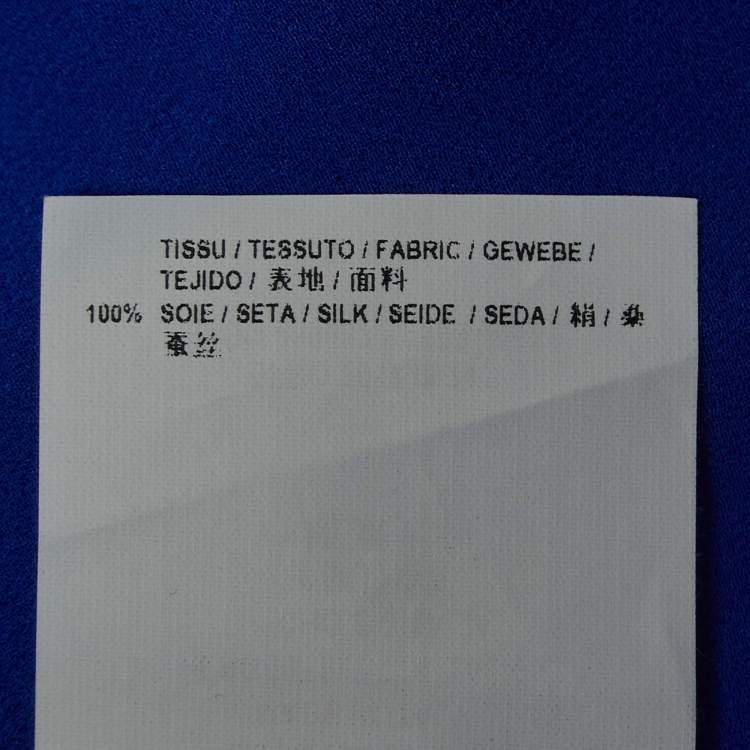 TISSU / TESSUTO / FABRIC / GEWEBE /
TEJIDO / 表地 / 面料
100% SOIE / SETA / SILK / SEIDE / SEDA / 絹 / 桑
蚕丝